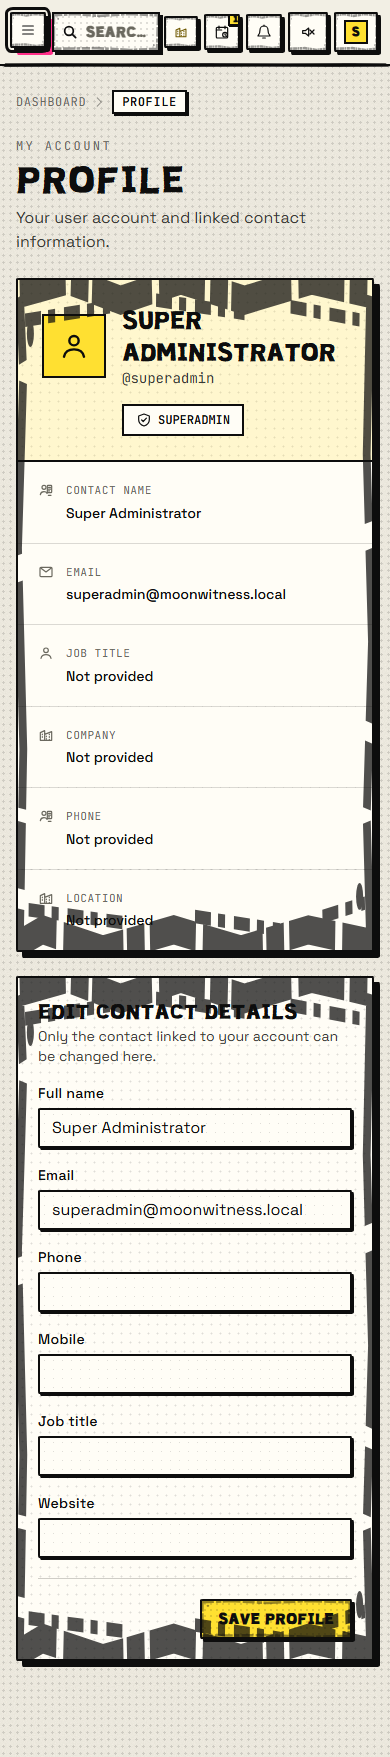 SEARC…
1
S
DASHBOARD > PROFILE
MY ACCOUNT
PROFILE
Your user account and linked contact
information.
SUPER
ADMINISTRATOR
@superadmin
SUPERADMIN
CONTACT NAME
Super Administrator
EMAIL
superadmin@moonwitness.local
JOB TITLE
Not provided
COMPANY
Not provided
PHONE
Not provided
LOCATION
Not provided
EDIT CONTACT DETAILS
Only the contact linked to your account can
be changed here.
Full name
Super Administrator
Email
superadmin@moonwitness.local
Phone
Mobile
Job title
Website
SAVE PROFILE